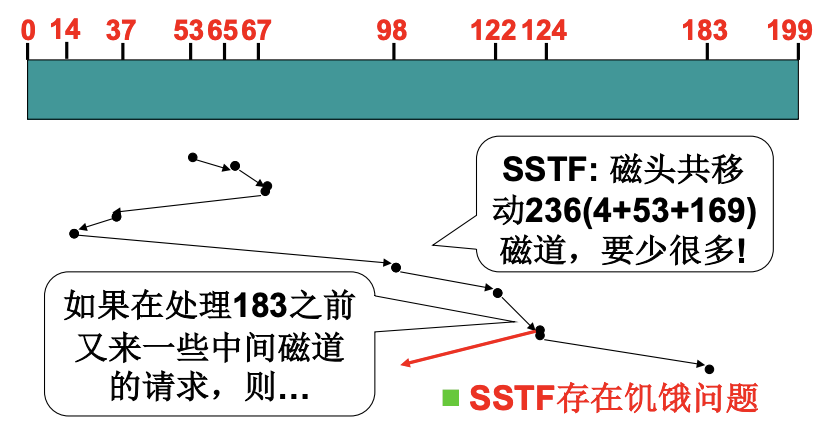 0 14 37 53 65 67 98 122 124 183 199
SSTF: 磁头共移
动236(4+53+169)
磁道，要少很多!
如果在处理183之前
又来一些中间磁道
的请求，则…
■ SSTF存在饥饿问题